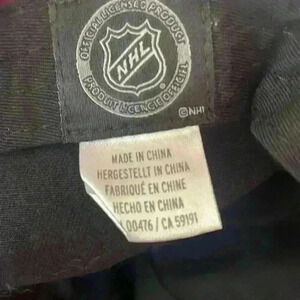 OFFICIAL LICENSED PRODUCT
NHL
PRODUIT LICENCIÉ OFFICIEL
©NHL
MADE IN CHINA
HERGESTELLT IN CHINA
FABRIQUÉ EN CHINE
HECHO EN CHINA
00476 / CA 59191